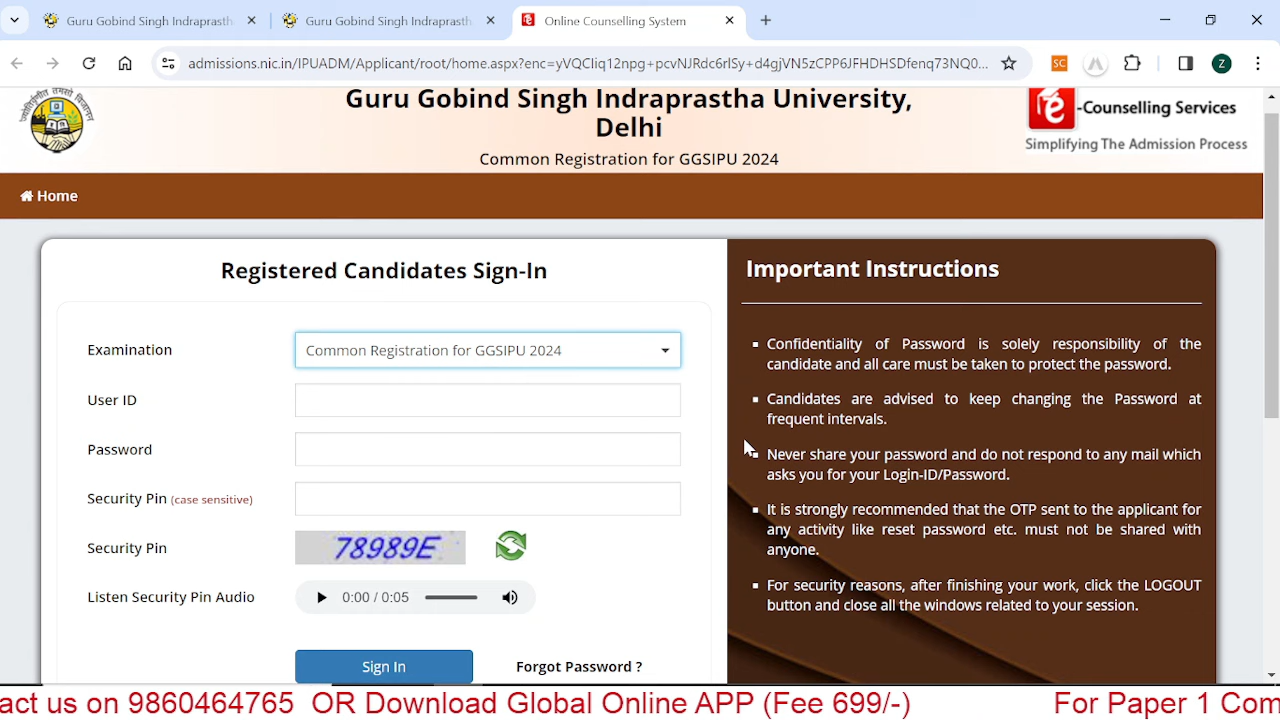 Guru Gobind Singh Indraprastha
Guru Gobind Singh Indraprasth
Online Counselling System
admissions.nic.in/IPUADM/Applicant/root/home.aspx?enc=yVQCIiq12npg+pcvNJRdc6rlSy+d4gjVN5zCPP6JFHDHSDfenq73NQ0...
SC
Z
Guru Gobind Singh Indraprastha University,
Delhi
Common Registration for GGSIPU 2024
e-Counselling Services
Simplifying The Admission Process
Home
Registered Candidates Sign-In
Examination
Common Registration for GGSIPU 2024
User ID
Password
Security Pin (case sensitive)
Security Pin
78989E
Listen Security Pin Audio
0:00 / 0:05
Sign In
Forgot Password ?
Important Instructions
Confidentiality of Password is solely responsibility of the
candidate and all care must be taken to protect the password.
Candidates are advised to keep changing the Password at
frequent intervals.
Never share your password and do not respond to any mail which
asks you for your Login-ID/Password.
It is strongly recommended that the OTP sent to the applicant for
any activity like reset password etc. must not be shared with
anyone.
For security reasons, after finishing your work, click the LOGOUT
button and close all the windows related to your session.
act us on 9860464765 OR Download Global Online APP (Fee 699/-) For Paper 1 Com